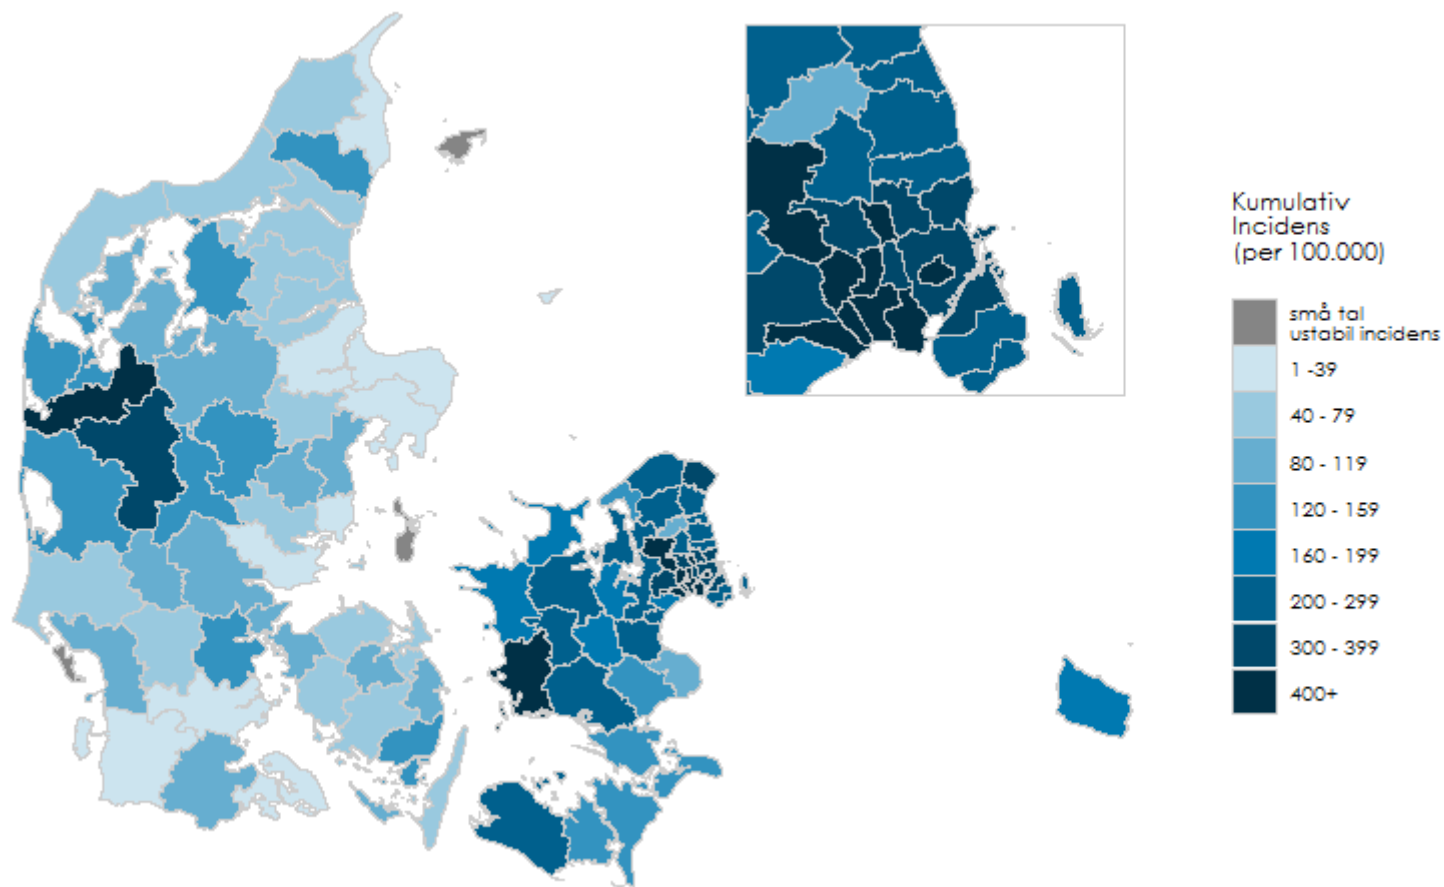 Kumulativ
Incidens
(per 100.000)
små tal
ustabil incidens
1 -39
40 - 79
80 - 119
120 - 159
160 - 199
200 - 299
300 - 399
400+